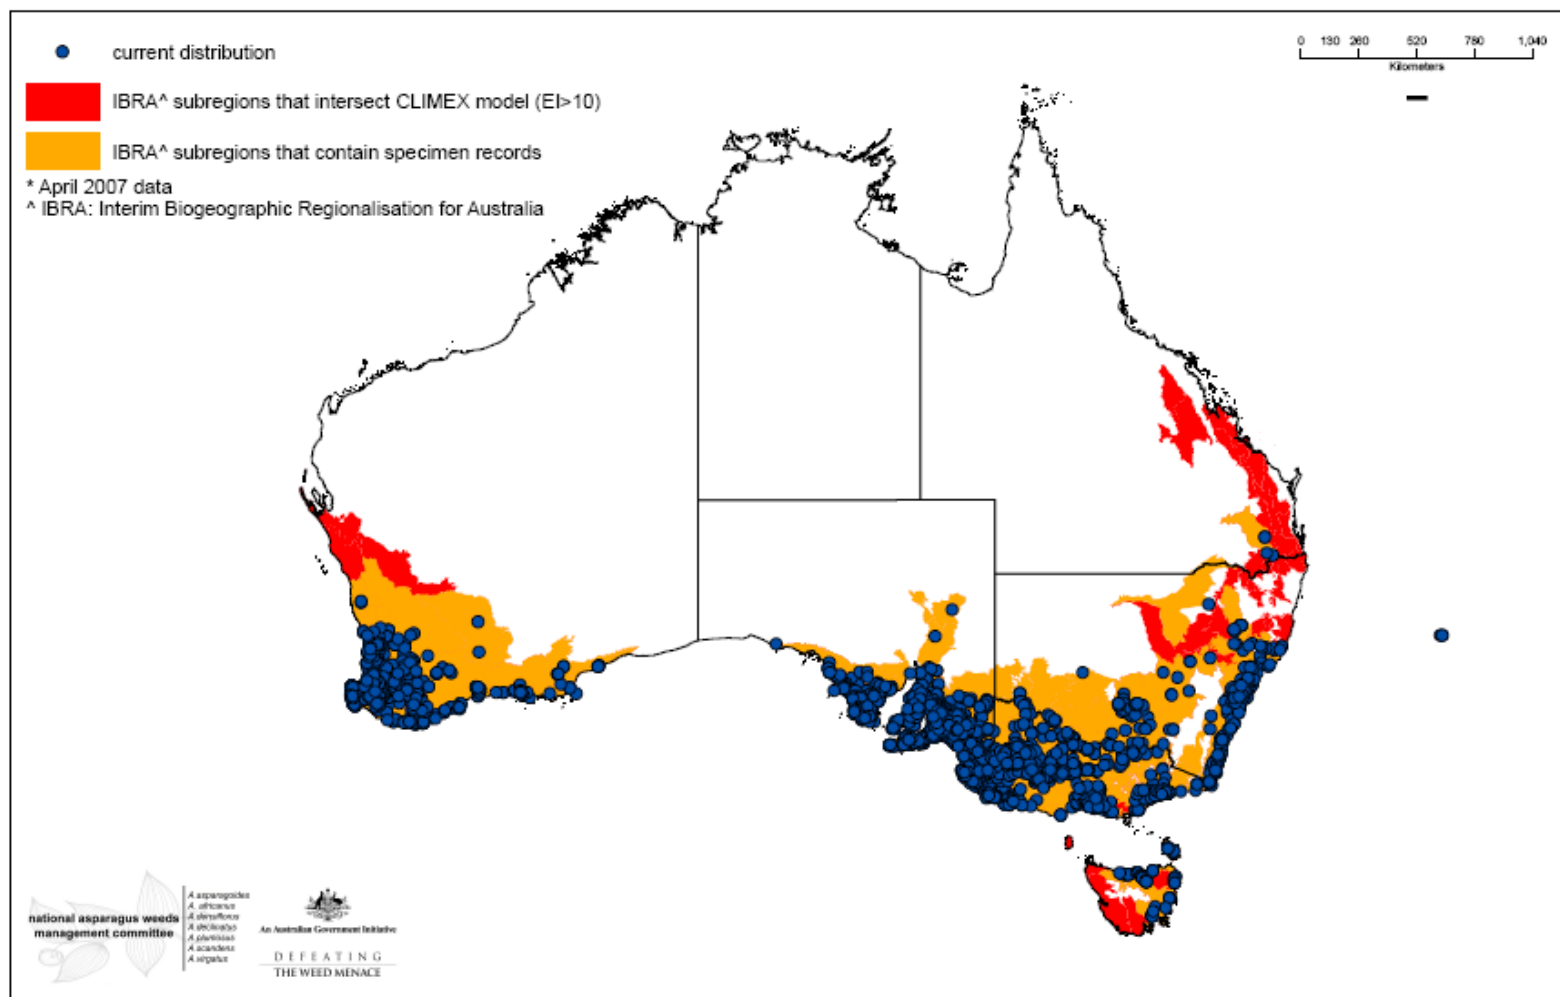 current distribution
IBRA^ subregions that intersect CLIMEX model (EI>10)
IBRA^ subregions that contain specimen records
* April 2007 data
^ IBRA: Interim Biogeographic Regionalisation for Australia
0 130 260 520 780 1,040
Kilometers
national asparagus weeds
management committee
A asparagoides
A. africanus
A densiflorus
A declinatus
A plumosus
A scandens
A virgatus
An Australian Government Initiative
DEFEATING
THE WEED MENACE